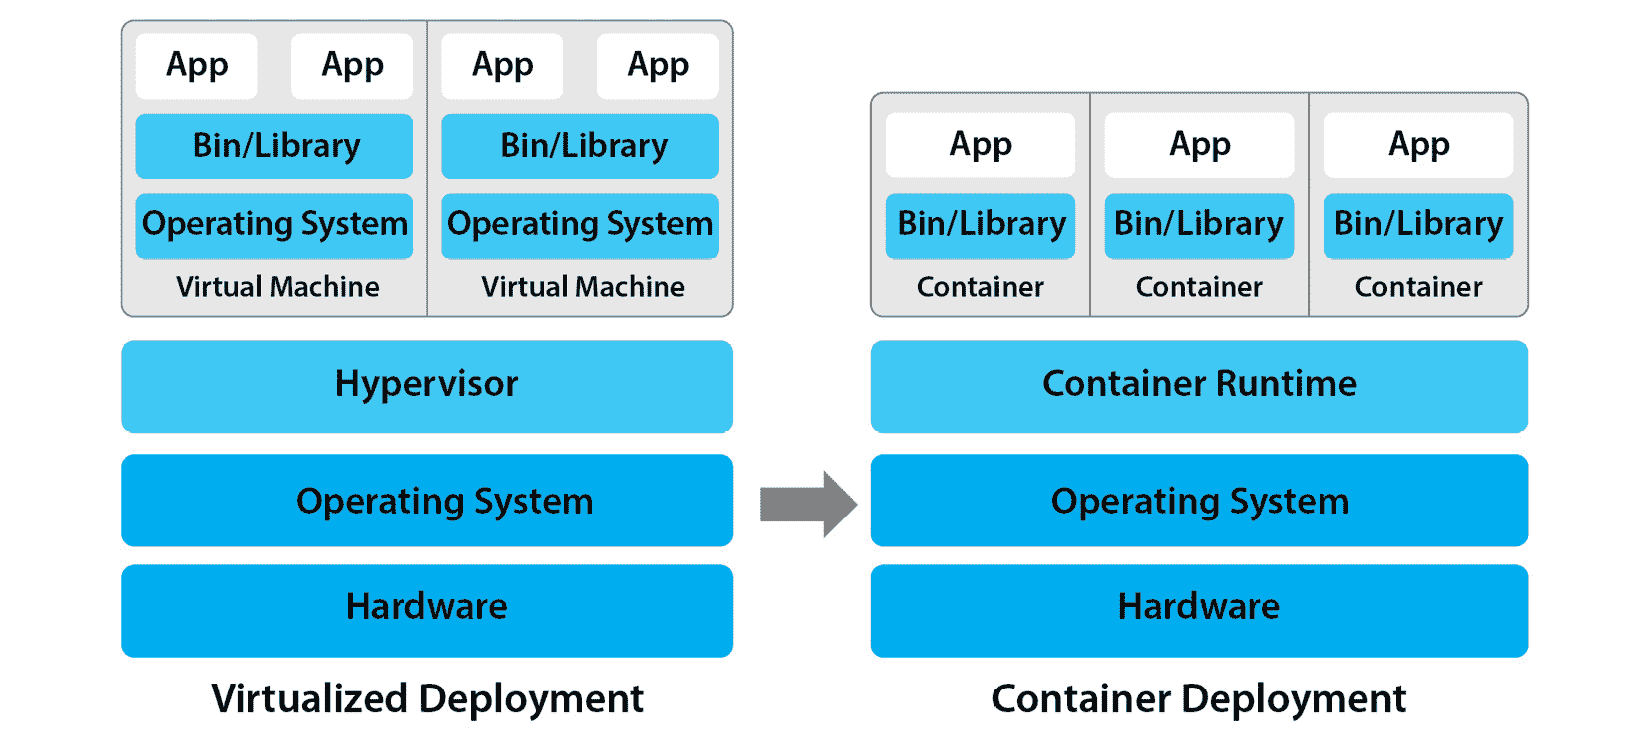 App
App
Bin/Library
Operating System
Virtual Machine
App
App
Bin/Library
Operating System
Virtual Machine
Hypervisor
Operating System
Hardware
Virtualized Deployment
App
Bin/Library
Container
App
Bin/Library
Container
App
Bin/Library
Container
Container Runtime
Operating System
Hardware
Container Deployment